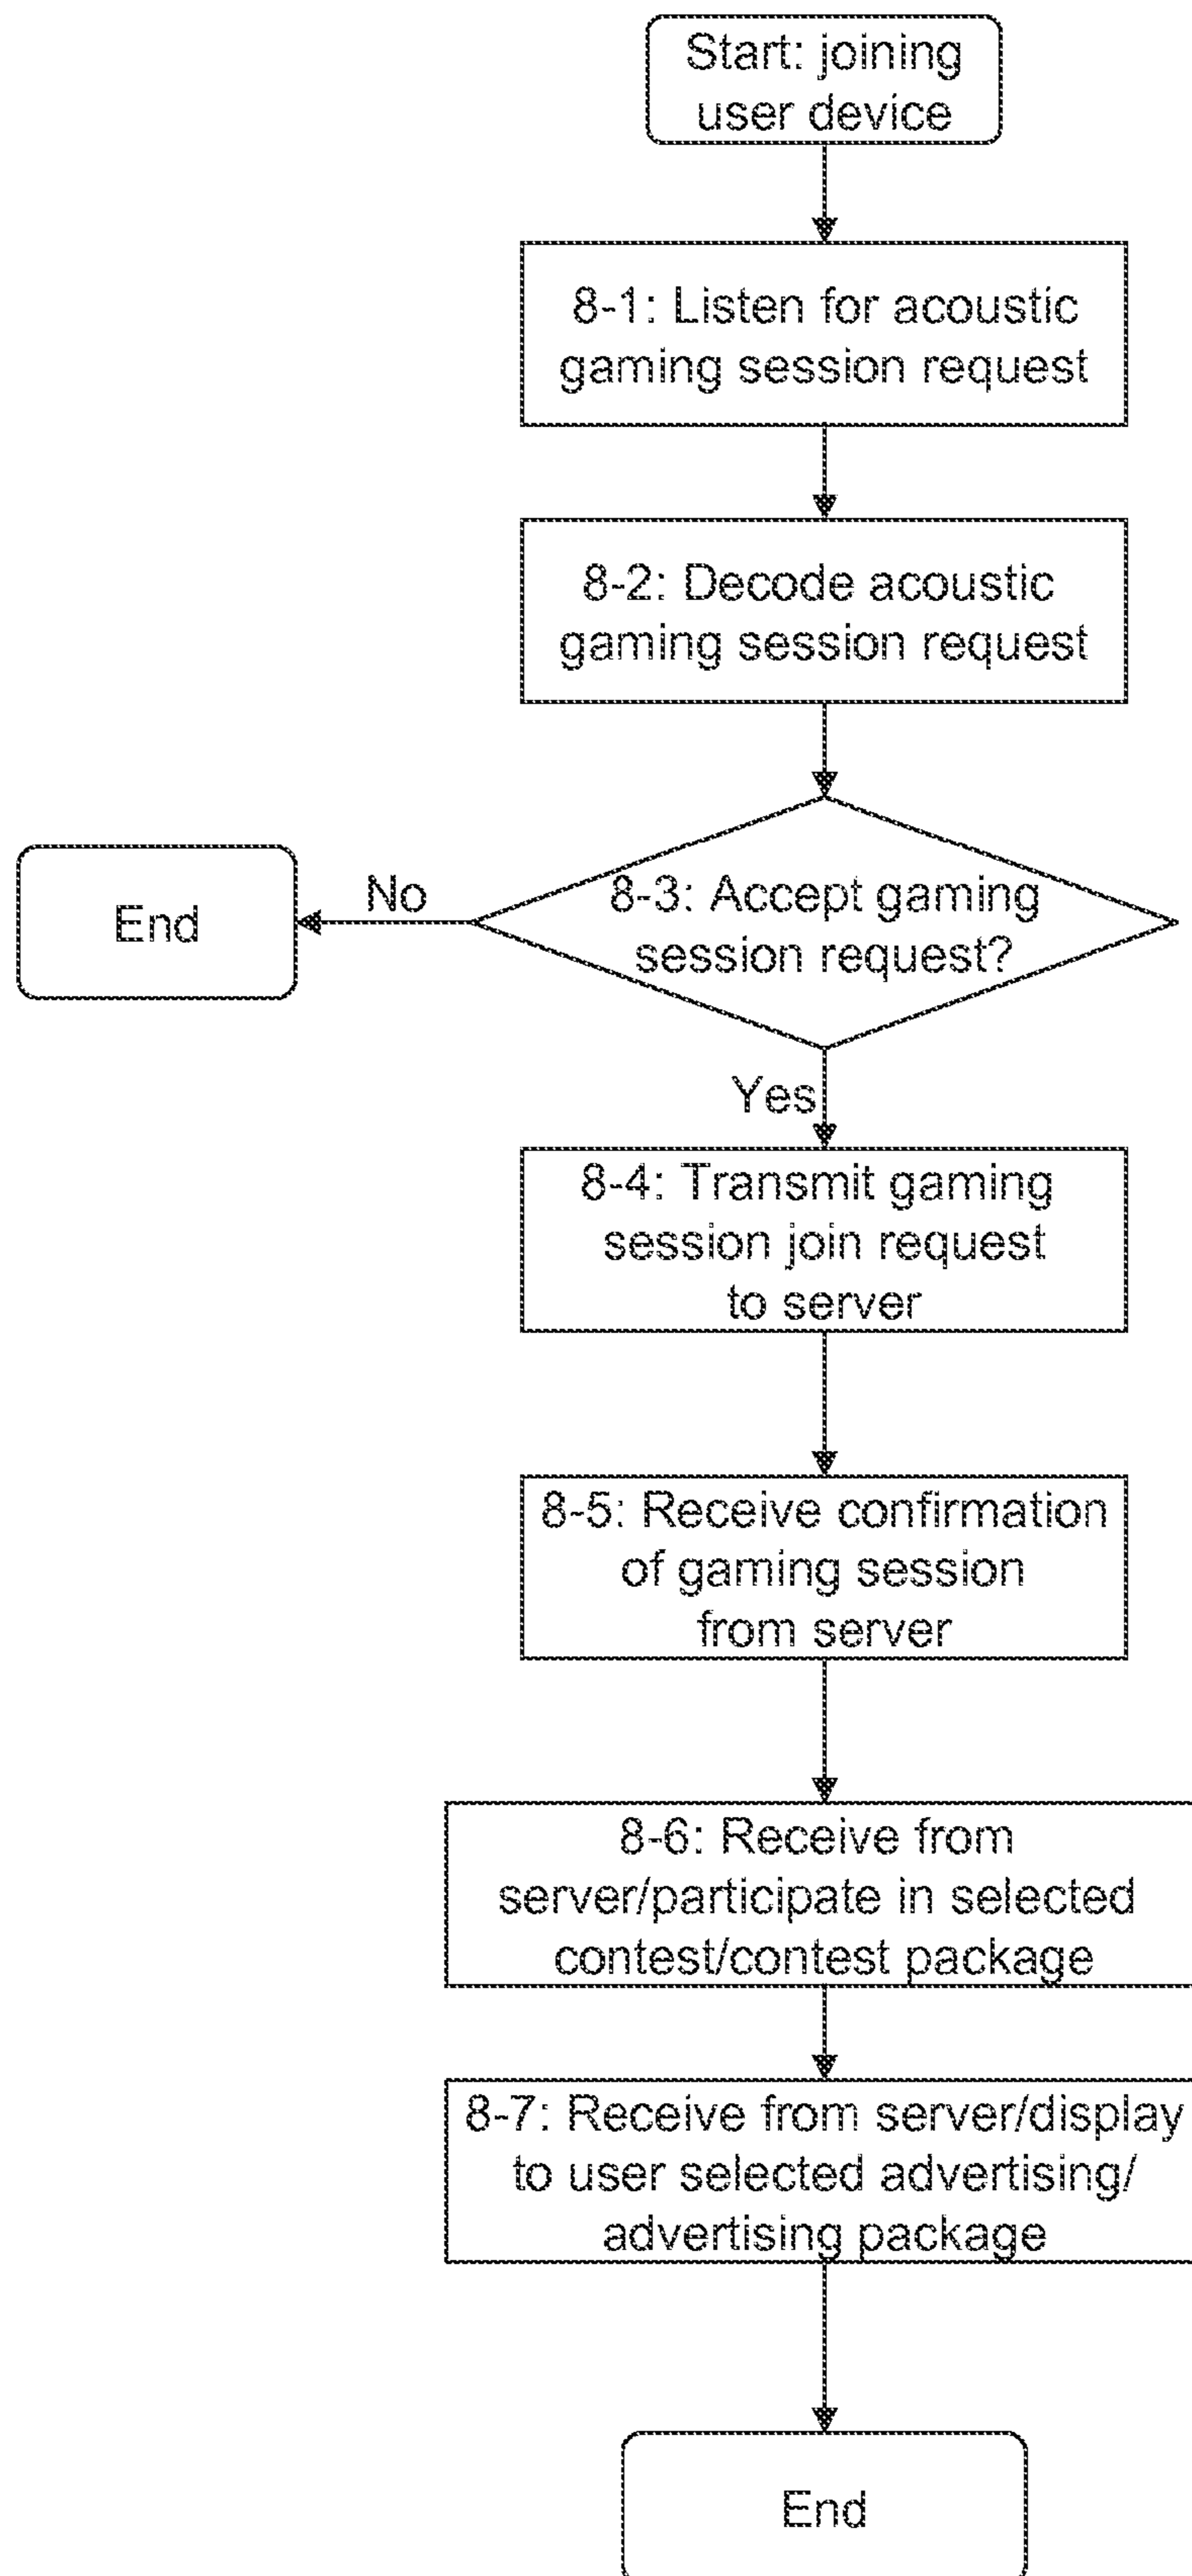 Start: joining
user device
8-1: Listen for acoustic
gaming session request
8-2: Decode acoustic
gaming session request
8-3: Accept gaming
session request?
No
End
Yes
8-4: Transmit gaming
session join request
to server
8-5: Receive confirmation
of gaming session
from server
8-6: Receive from
server/participate in selected
contest/contest package
8-7: Receive from server/display
to user selected advertising/
advertising package
End